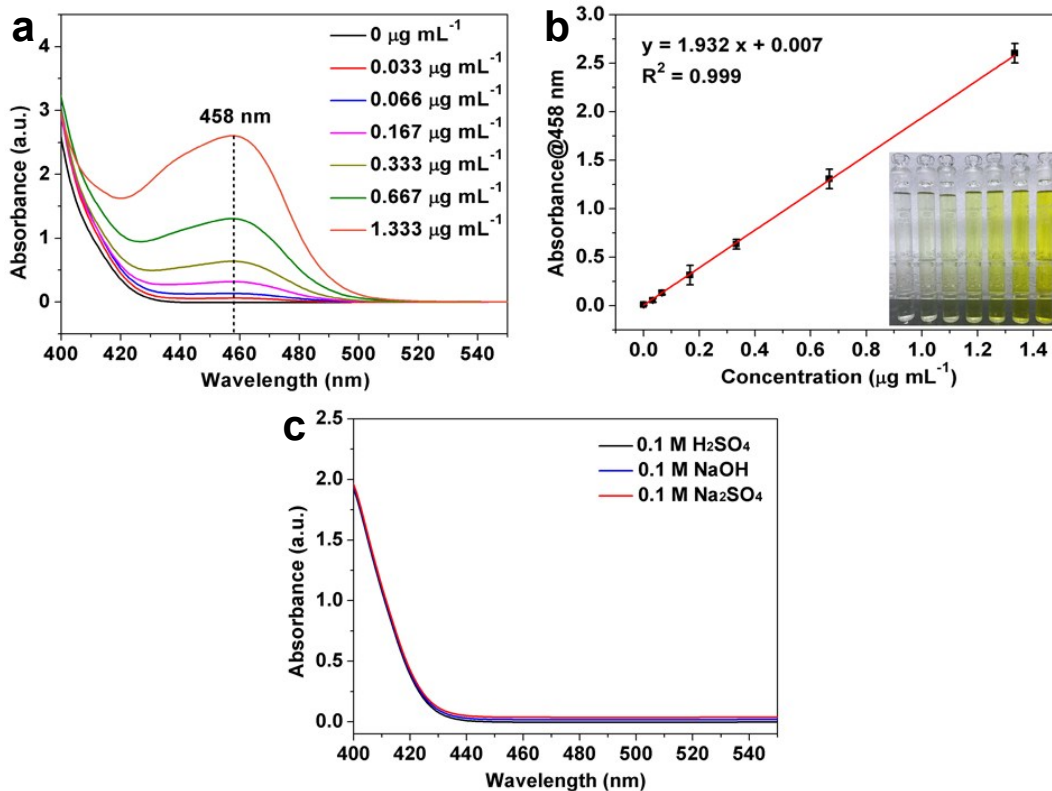 a
4
3
2
1
0
Absorbance (a.u.)
458 nm
0 μg mL⁻¹
0.033 μg mL⁻¹
0.066 μg mL⁻¹
0.167 μg mL⁻¹
0.333 μg mL⁻¹
0.667 μg mL⁻¹
1.333 μg mL⁻¹
400 420 440 460 480 500 520 540
Wavelength (nm)
b
y = 1.932 x + 0.007
R² = 0.999
3.0
2.5
2.0
1.5
1.0
0.5
0.0
Absorbance@458 nm
0.0 0.2 0.4 0.6 0.8 1.0 1.2 1.4
Concentration (μg mL⁻¹)
c
2.5
2.0
1.5
1.0
0.5
0.0
Absorbance (a.u.)
0.1 M H₂SO₄
0.1 M NaOH
0.1 M Na₂SO₄
400 420 440 460 480 500 520 540
Wavelength (nm)